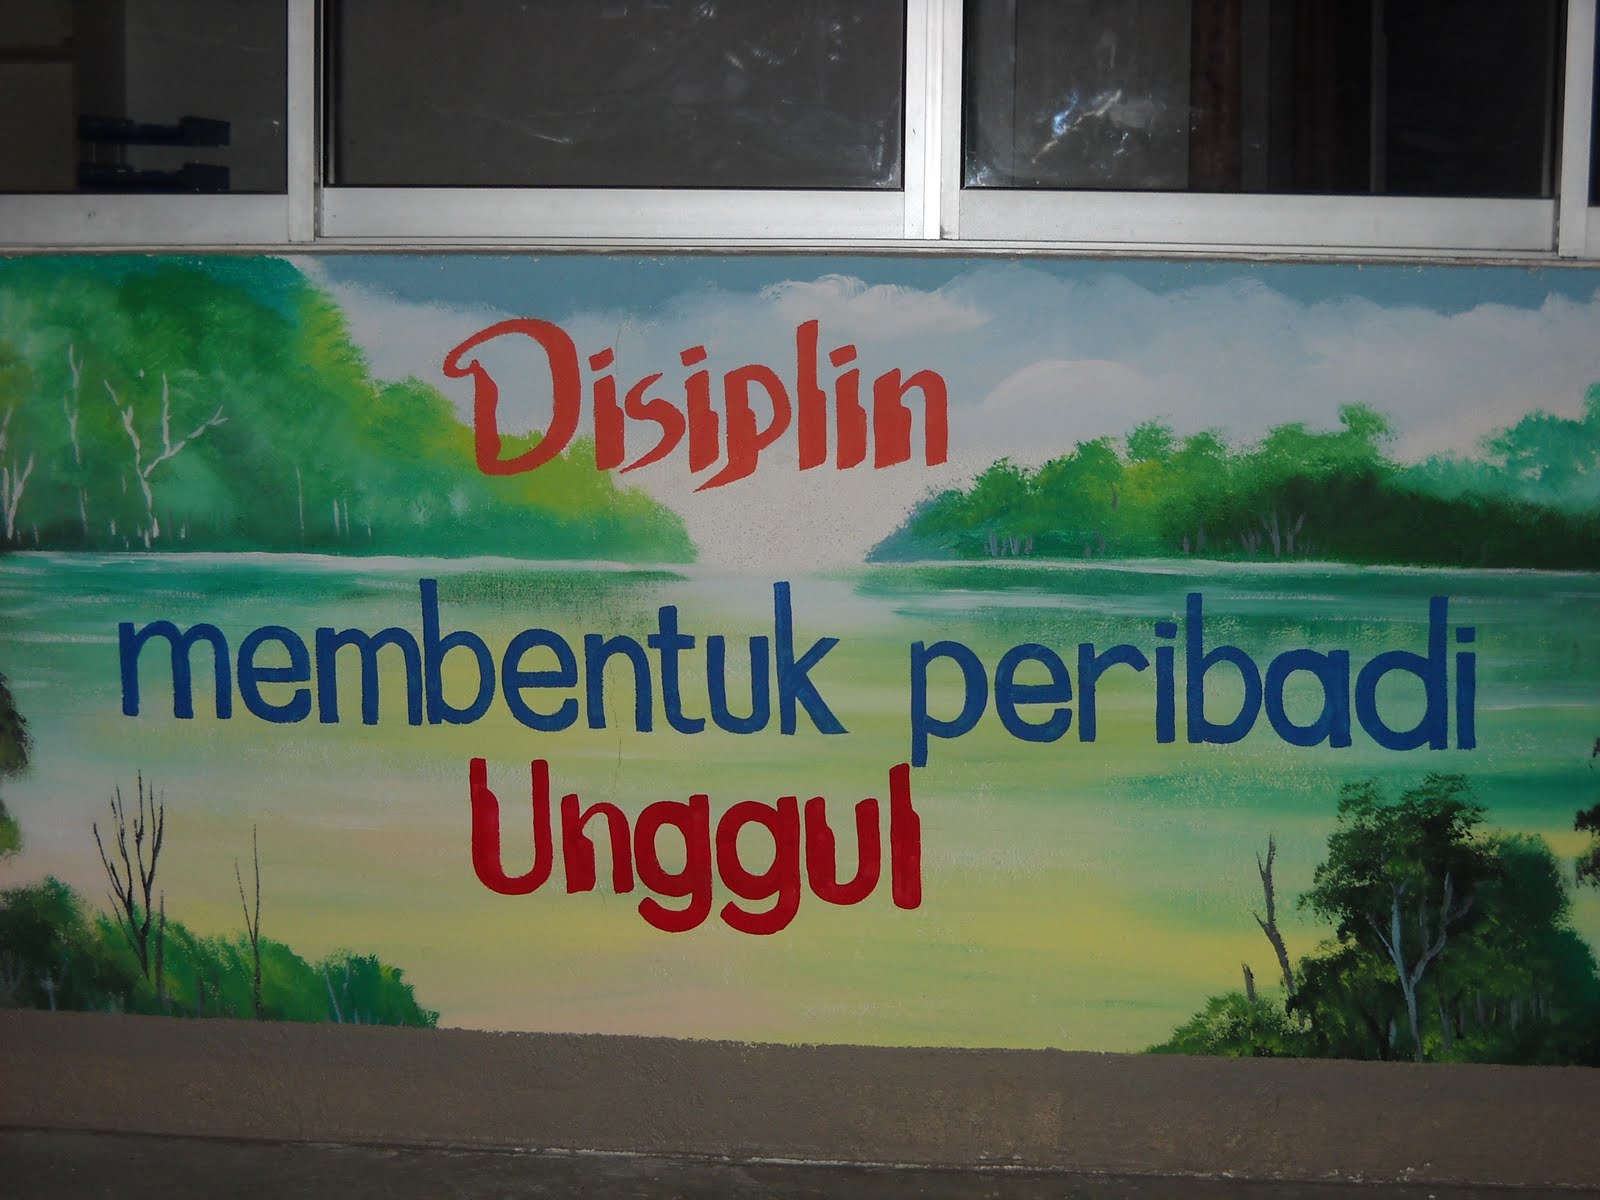 Disiplin
membentuk peribadi
Unggul